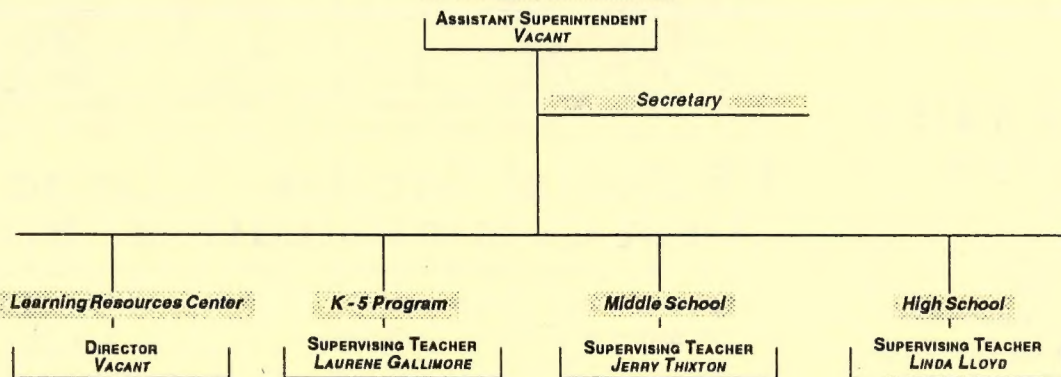 ASSISTANT SUPERINTENDENT
VACANT
Secretary
Learning Resources Center
K - 5 Program
Middle School
High School
DIRECTOR
VACANT
SUPERVISING TEACHER
LAURENE GALLIMORE
SUPERVISING TEACHER
JERRY THIXTON
SUPERVISING TEACHER
LINDA LLOYD